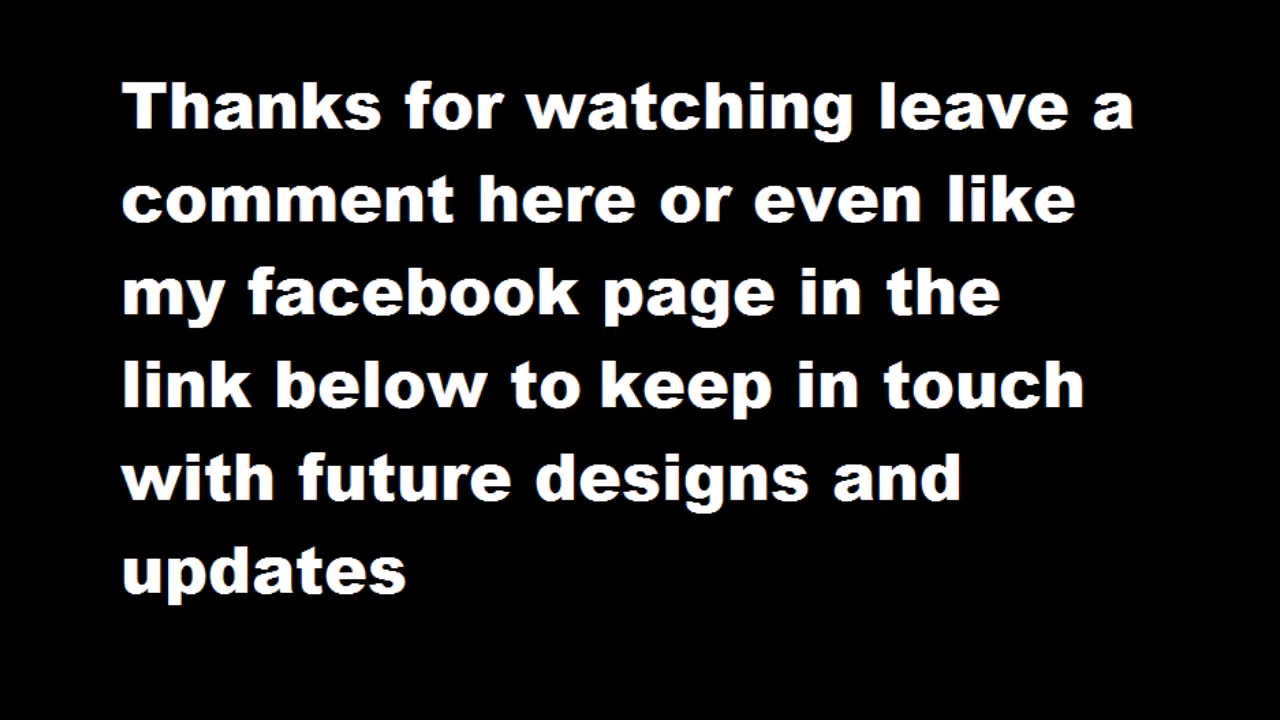 Thanks for watching leave a
comment here or even like
my facebook page in the
link below to keep in touch
with future designs and
updates